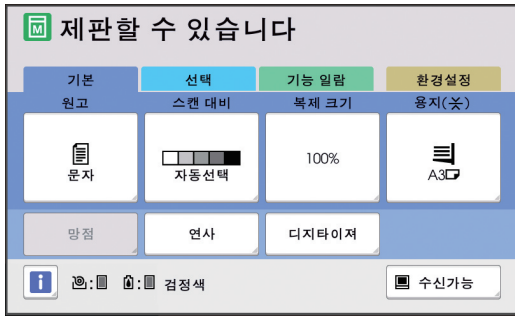 M 제판할 수 있습니다
기본 선택 기능 일람 환경설정
원고 스캔 대비 복제 크기 용지(옷)
문자 자동선택 100% A3
망점 연사 디지타이져
i : : 검정색 수신가능